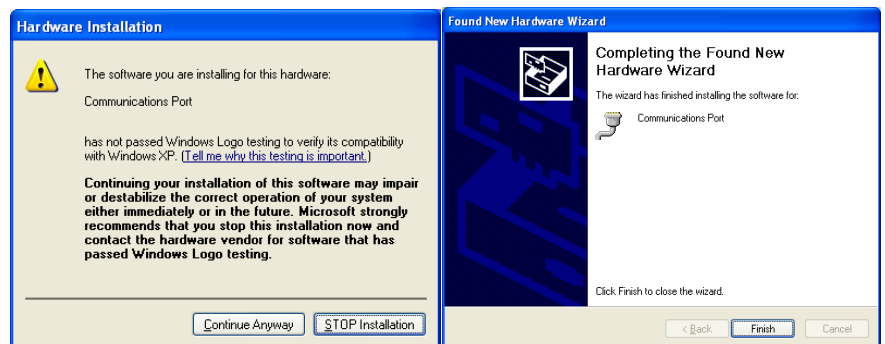 Hardware Installation
The software you are installing for this hardware:
Communications Port
has not passed Windows Logo testing to verify its compatibility
with Windows XP. (Tell me why this testing is important.)
Continuing your installation of this software may impair
or destabilize the correct operation of your system
either immediately or in the future. Microsoft strongly
recommends that you stop this installation now and
contact the hardware vendor for software that has
passed Windows Logo testing.
Continue Anyway
STOP Installation
Found New Hardware Wizard
Completing the Found New
Hardware Wizard
The wizard has finished installing the software for:
Communications Port
Click Finish to close the wizard.
< Back
Finish
Cancel